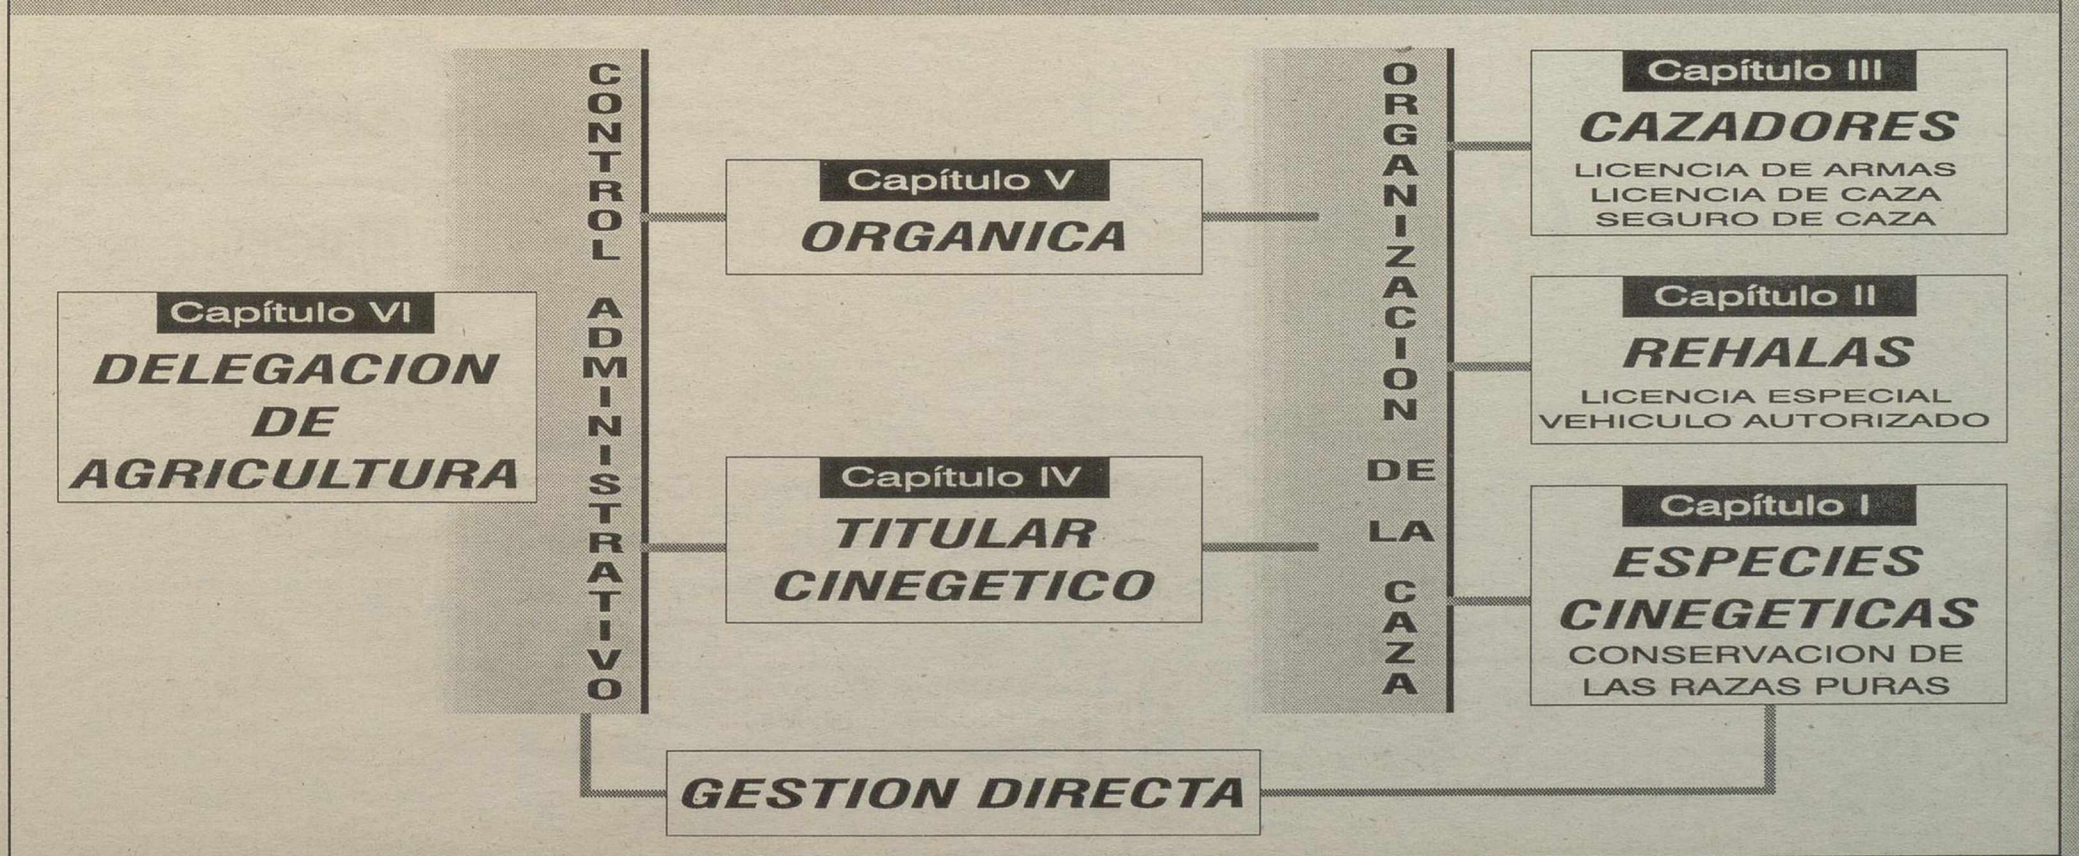 Capítulo VI
DELEGACION
DE
AGRICULTURA
CONTROL ADMINISTRATIVO
Capítulo V
ORGANICA
Capítulo IV
TITULAR
CINEGETICO
GESTION DIRECTA
ORGANIZACION DE LA CAZA
Capítulo III
CAZADORES
LICENCIA DE ARMAS
LICENCIA DE CAZA
SEGURO DE CAZA
Capítulo II
REHALAS
LICENCIA ESPECIAL
VEHICULO AUTORIZADO
Capítulo I
ESPECIES
CINEGETICAS
CONSERVACION DE
LAS RAZAS PURAS